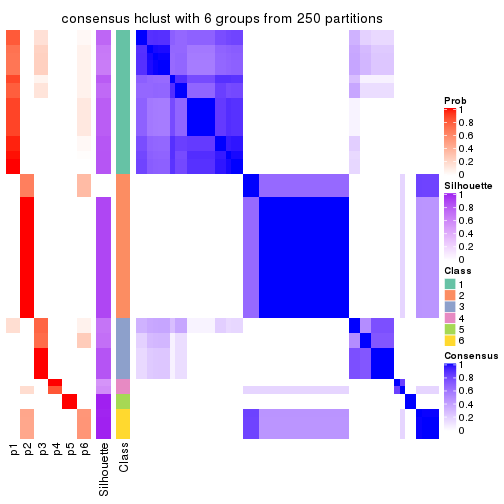 consensus hclust with 6 groups from 250 partitions
Prob
1
0.8
0.6
0.4
0.2
0
Silhouette
1
0.8
0.6
0.4
0.2
0
Class
1
2
3
4
5
6
Consensus
1
0.8
0.6
0.4
0.2
0
p1
p2
p3
p4
p5
p6
Silhouette
Class